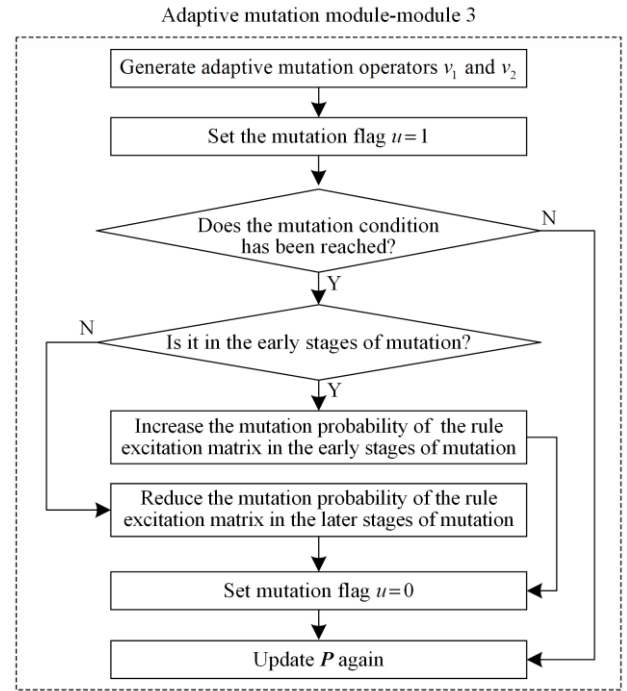 Adaptive mutation module-module 3
Generate adaptive mutation operators v₁ and v₂
Set the mutation flag u=1
Does the mutation condition
has been reached?
N
Y
Is it in the early stages of mutation?
N
Y
Increase the mutation probability of the rule
excitation matrix in the early stages of mutation
Reduce the mutation probability of the rule
excitation matrix in the later stages of mutation
Set mutation flag u=0
Update P again